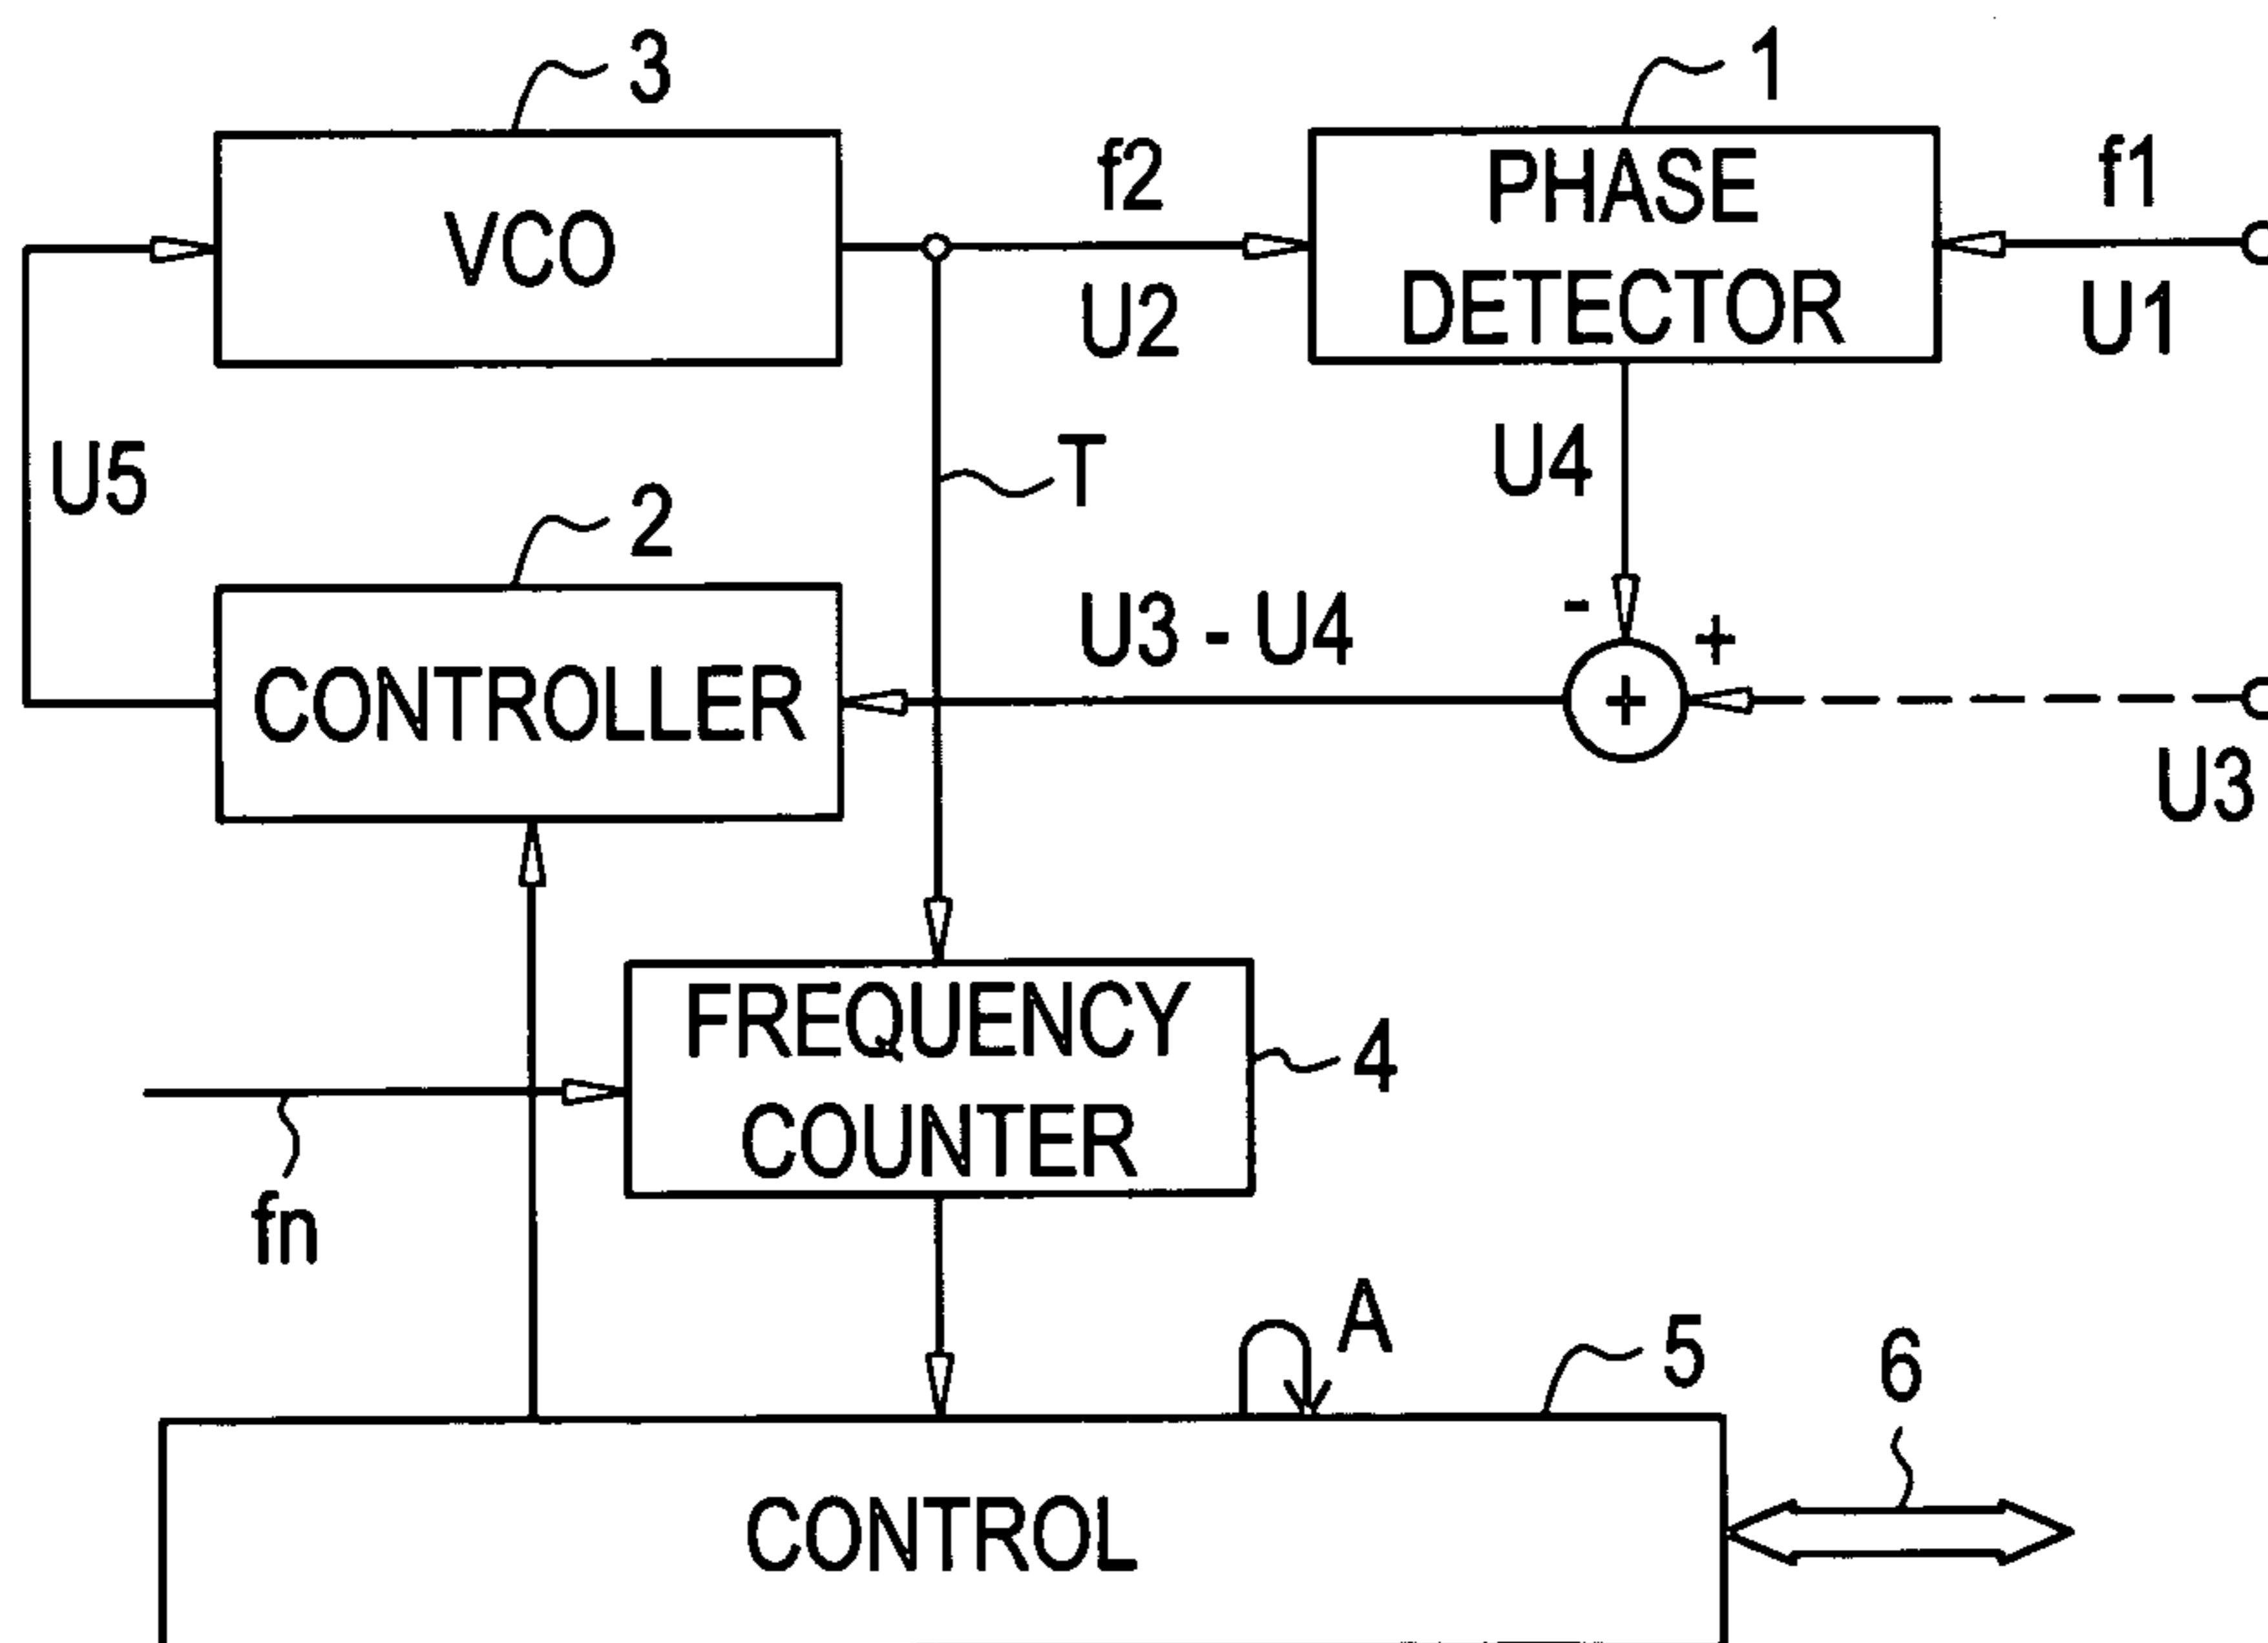 3
1
VCO
f2
U2
PHASE
DETECTOR
f1
U1
U5
T
U4
2
CONTROLLER
U3 - U4
-
+
+
U3
FREQUENCY
COUNTER
4
fn
A
5
6
CONTROL